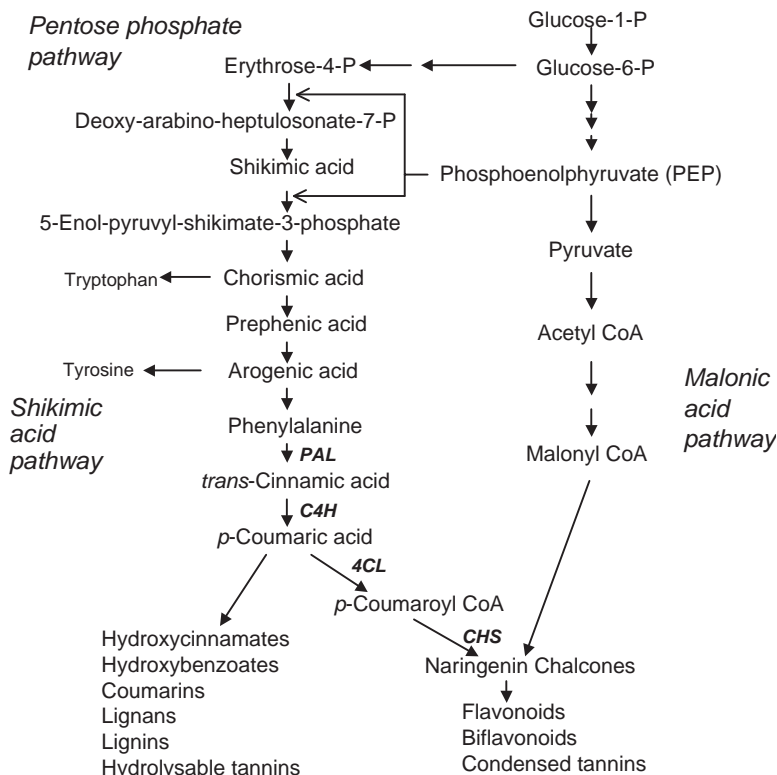 Pentose phosphate
pathway
Glucose-1-P
Erythrose-4-P
Glucose-6-P
Deoxy-arabino-heptulosonate-7-P
Shikimic acid
Phosphoenolphyruvate (PEP)
5-Enol-pyruvyl-shikimate-3-phosphate
Pyruvate
Tryptophan
Chorismic acid
Prephenic acid
Acetyl CoA
Tyrosine
Arogenic acid
Shikimic
acid
pathway
Malonic
acid
pathway
Phenylalanine
PAL
trans-Cinnamic acid
Malonyl CoA
C4H
p-Coumaric acid
4CL
p-Coumaroyl CoA
CHS
Naringenin Chalcones
Hydroxycinnamates
Hydroxybenzoates
Coumarins
Lignans
Lignins
Hydrolysable tannins
Flavonoids
Biflavonoids
Condensed tannins